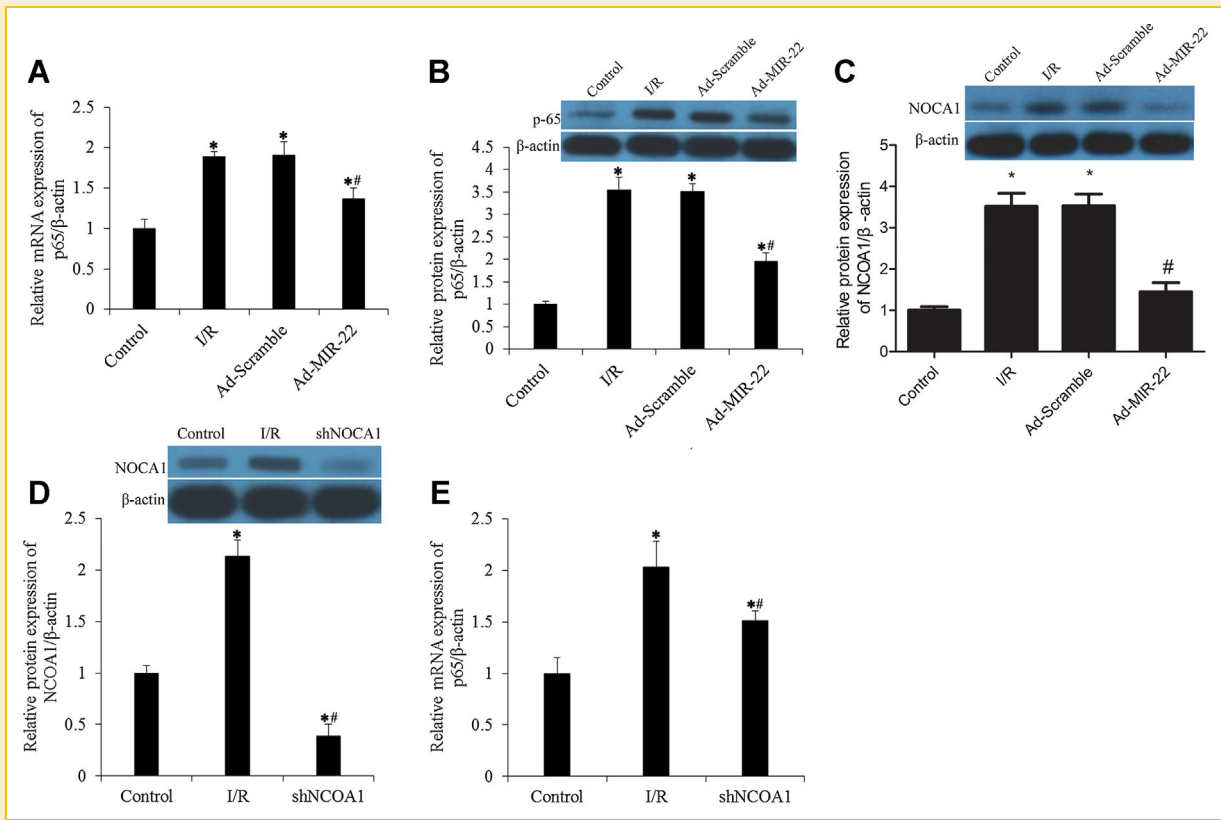 A
Relative mRNA expression of
p65/β-actin
2.5
2
1.5
1
0.5
0
* * *#
Control I/R Ad-Scramble Ad-MIR-22
B
Control I/R Ad-Scramble Ad-MIR-22
p-65
β-actin
Relative protein expression of
p65/β-actin
4.5
4
3.5
3
2.5
2
1.5
1
0.5
0
* * *#
Control I/R Ad-Scramble Ad-MIR-22
C
Control I/R Ad-Scramble Ad-MIR-22
NOCA1
β-actin
Relative protein expression
of NCOA1/β -actin
5
4
3
2
1
0
* * #
Control I/R Ad-Scramble Ad-MIR-22
D
Control I/R shNOCA1
NOCA1
β-actin
Relative protein expression of
NCOA1/β-actin
2.5
2
1.5
1
0.5
0
* *#
Control I/R shNCOA1
E
Relative mRNA expression of
p65/β-actin
2.5
2
1.5
1
0.5
0
* *#
Control I/R shNCOA1